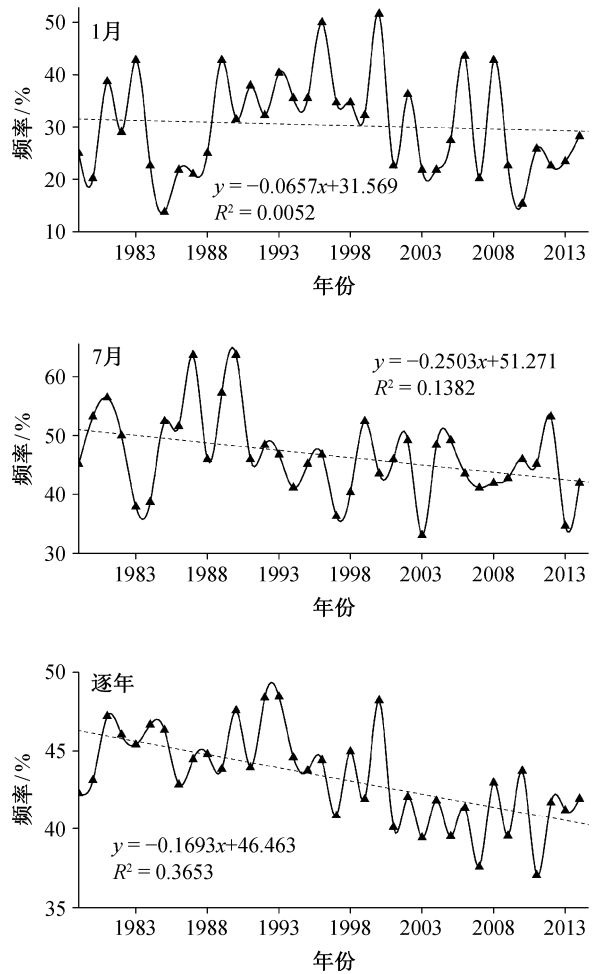 1月
频率/%
50
40
30
20
10
y = −0.0657x+31.569
R² = 0.0052
1983 1988 1993 1998 2003 2008 2013
年份
7月
频率/%
60
50
40
30
y = −0.2503x+51.271
R² = 0.1382
1983 1988 1993 1998 2003 2008 2013
年份
逐年
频率/%
50
45
40
35
y = −0.1693x+46.463
R² = 0.3653
1983 1988 1993 1998 2003 2008 2013
年份